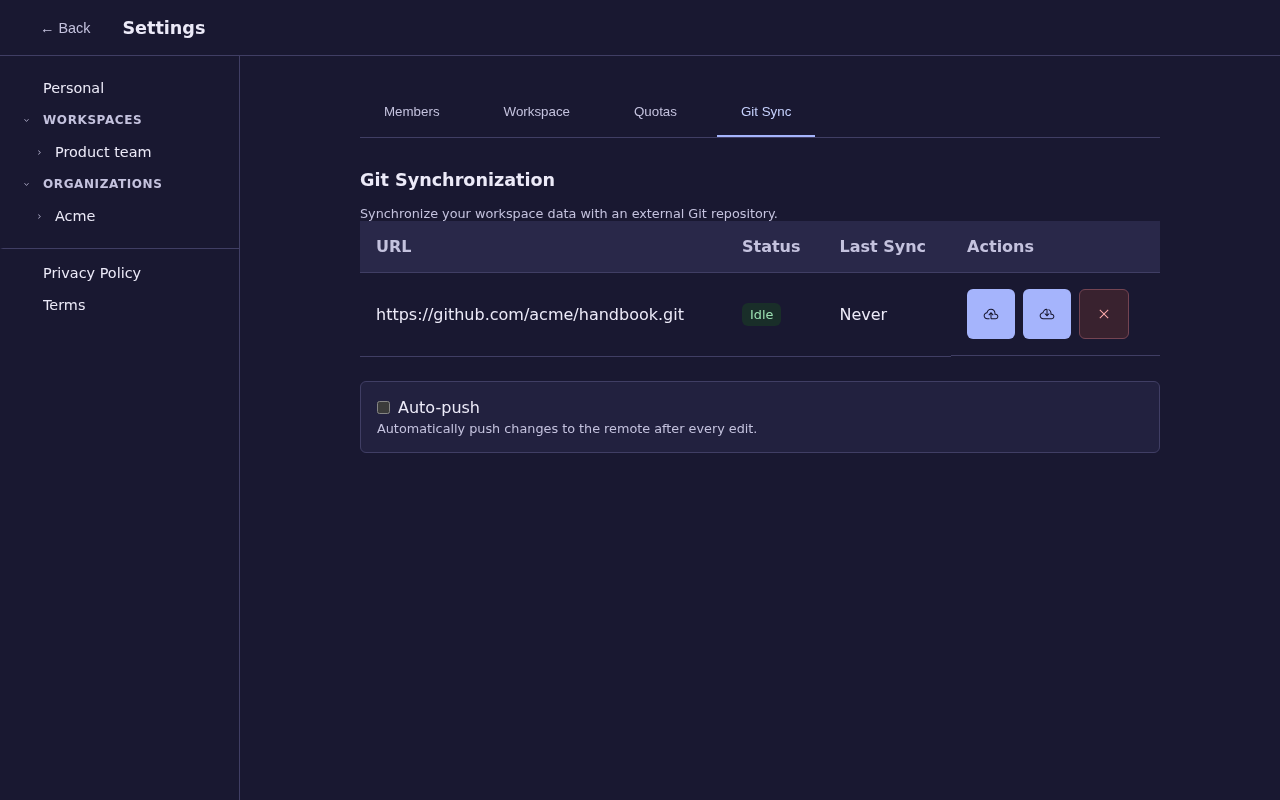 ← Back Settings
Personal
WORKSPACES
Product team
ORGANIZATIONS
Acme
Privacy Policy
Terms
Members Workspace Quotas Git Sync
Git Synchronization
Synchronize your workspace data with an external Git repository.
URL Status Last Sync Actions
https://github.com/acme/handbook.git Idle Never
Auto-push
Automatically push changes to the remote after every edit.